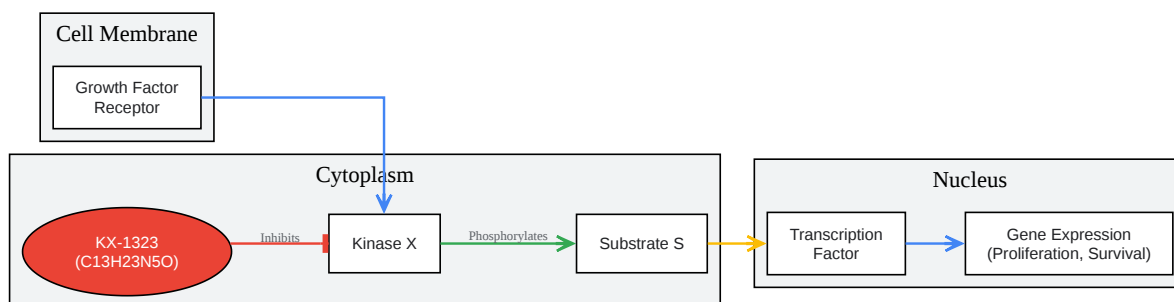 Cell Membrane
Growth Factor
Receptor
Cytoplasm
KX-1323
(C13H23N5O)
Inhibits
Kinase X
Phosphorylates
Substrate S
Nucleus
Transcription
Factor
Gene Expression
(Proliferation, Survival)